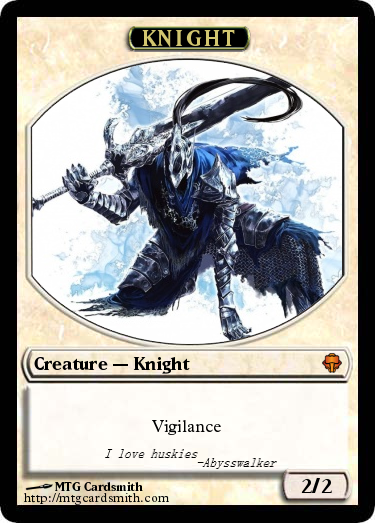 KNIGHT
Creature — Knight
Vigilance
I love huskies
-Abysswalker
2/2
MTG Cardsmith
http://mtgcardsmith.com